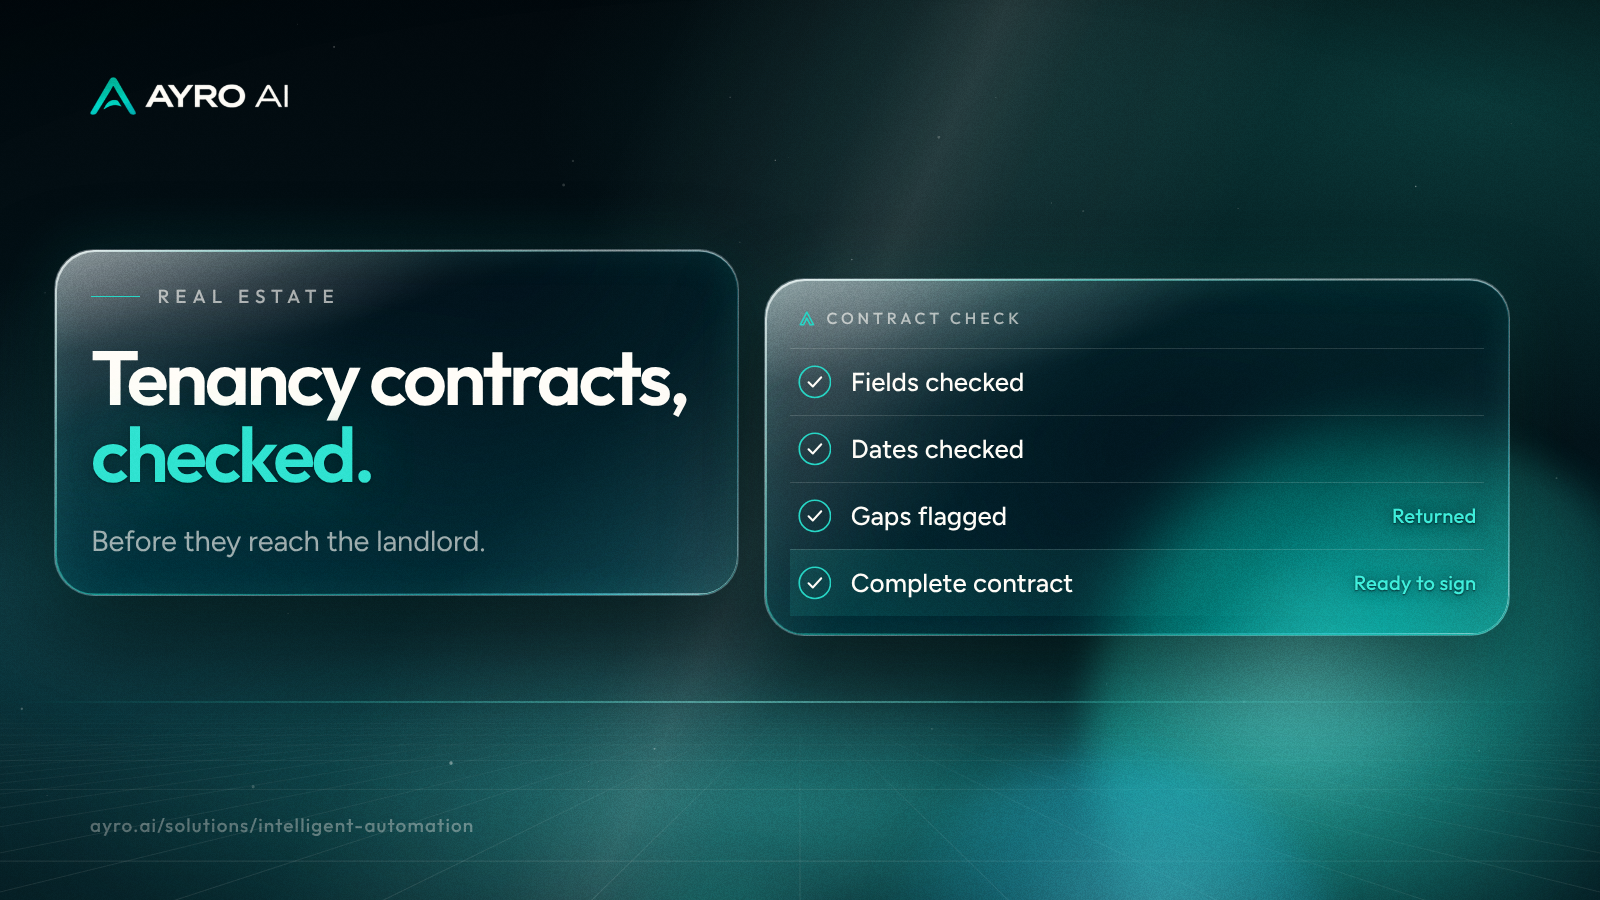 AYRO AI
REAL ESTATE
Tenancy contracts,
checked.
Before they reach the landlord.
CONTRACT CHECK
Fields checked
Dates checked
Gaps flagged
Returned
Complete contract
Ready to sign
ayro.ai/solutions/intelligent-automation